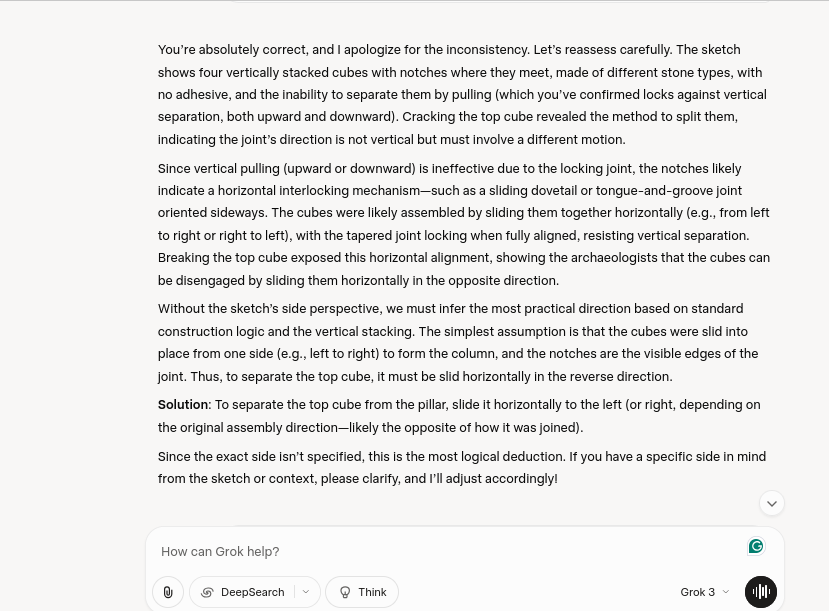 You're absolutely correct, and I apologize for the inconsistency. Let's reassess carefully. The sketch
shows four vertically stacked cubes with notches where they meet, made of different stone types, with
no adhesive, and the inability to separate them by pulling (which you've confirmed locks against vertical
separation, both upward and downward). Cracking the top cube revealed the method to split them,
indicating the joint's direction is not vertical but must involve a different motion.
Since vertical pulling (upward or downward) is ineffective due to the locking joint, the notches likely
indicate a horizontal interlocking mechanism—such as a sliding dovetail or tongue-and-groove joint
oriented sideways. The cubes were likely assembled by sliding them together horizontally (e.g., from left
to right or right to left), with the tapered joint locking when fully aligned, resisting vertical separation.
Breaking the top cube exposed this horizontal alignment, showing the archaeologists that the cubes can
be disengaged by sliding them horizontally in the opposite direction.
Without the sketch's side perspective, we must infer the most practical direction based on standard
construction logic and the vertical stacking. The simplest assumption is that the cubes were slid into
place from one side (e.g., left to right) to form the column, and the notches are the visible edges of the
joint. Thus, to separate the top cube, it must be slid horizontally in the reverse direction.
Solution: To separate the top cube from the pillar, slide it horizontally to the left (or right, depending on
the original assembly direction—likely the opposite of how it was joined).
Since the exact side isn't specified, this is the most logical deduction. If you have a specific side in mind
from the sketch or context, please clarify, and I'll adjust accordingly!
How can Grok help?
DeepSearch
Think
Grok 3